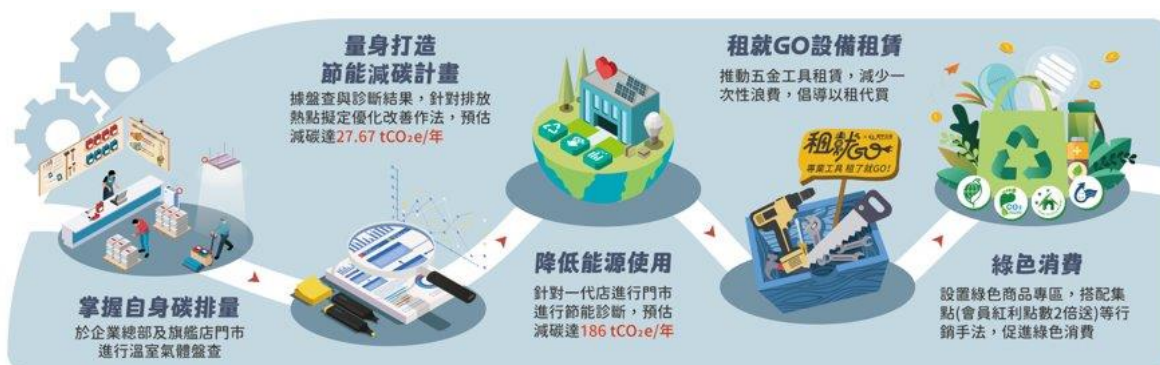 掌握自身碳排量
於企業總部及旗艦店門市
進行溫室氣體盤查
量身打造
節能減碳計畫
據盤查與診斷結果，針對排放
熱點擬定優化改善作法，預估
減碳達27.67 tCO₂e/年
降低能源使用
針對一代店進行門市
進行節能診斷，預估
減碳達186 tCO₂e/年
租就GO設備租賃
推動五金工具租賃，減少一
次性浪費，倡導以租代買
租就GO
專業工具 租了就GO!
綠色消費
設置綠色商品專區，搭配集
點(會員紅利點數2倍送)等行
銷手法，促進綠色消費
CO₂